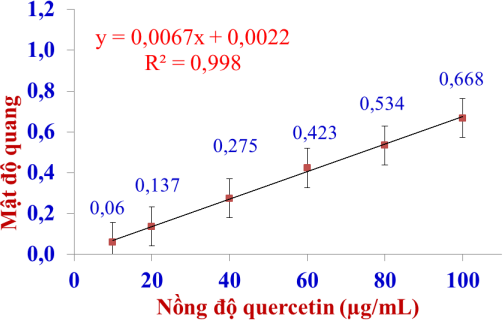 1,2
1,0
0,8
0,6
0,4
0,2
0,0
Mật độ quang
y = 0,0067x + 0,0022
R² = 0,998
0,06
0,137
0,275
0,423
0,534
0,668
0 20 40 60 80 100
Nồng độ quercetin (µg/mL)